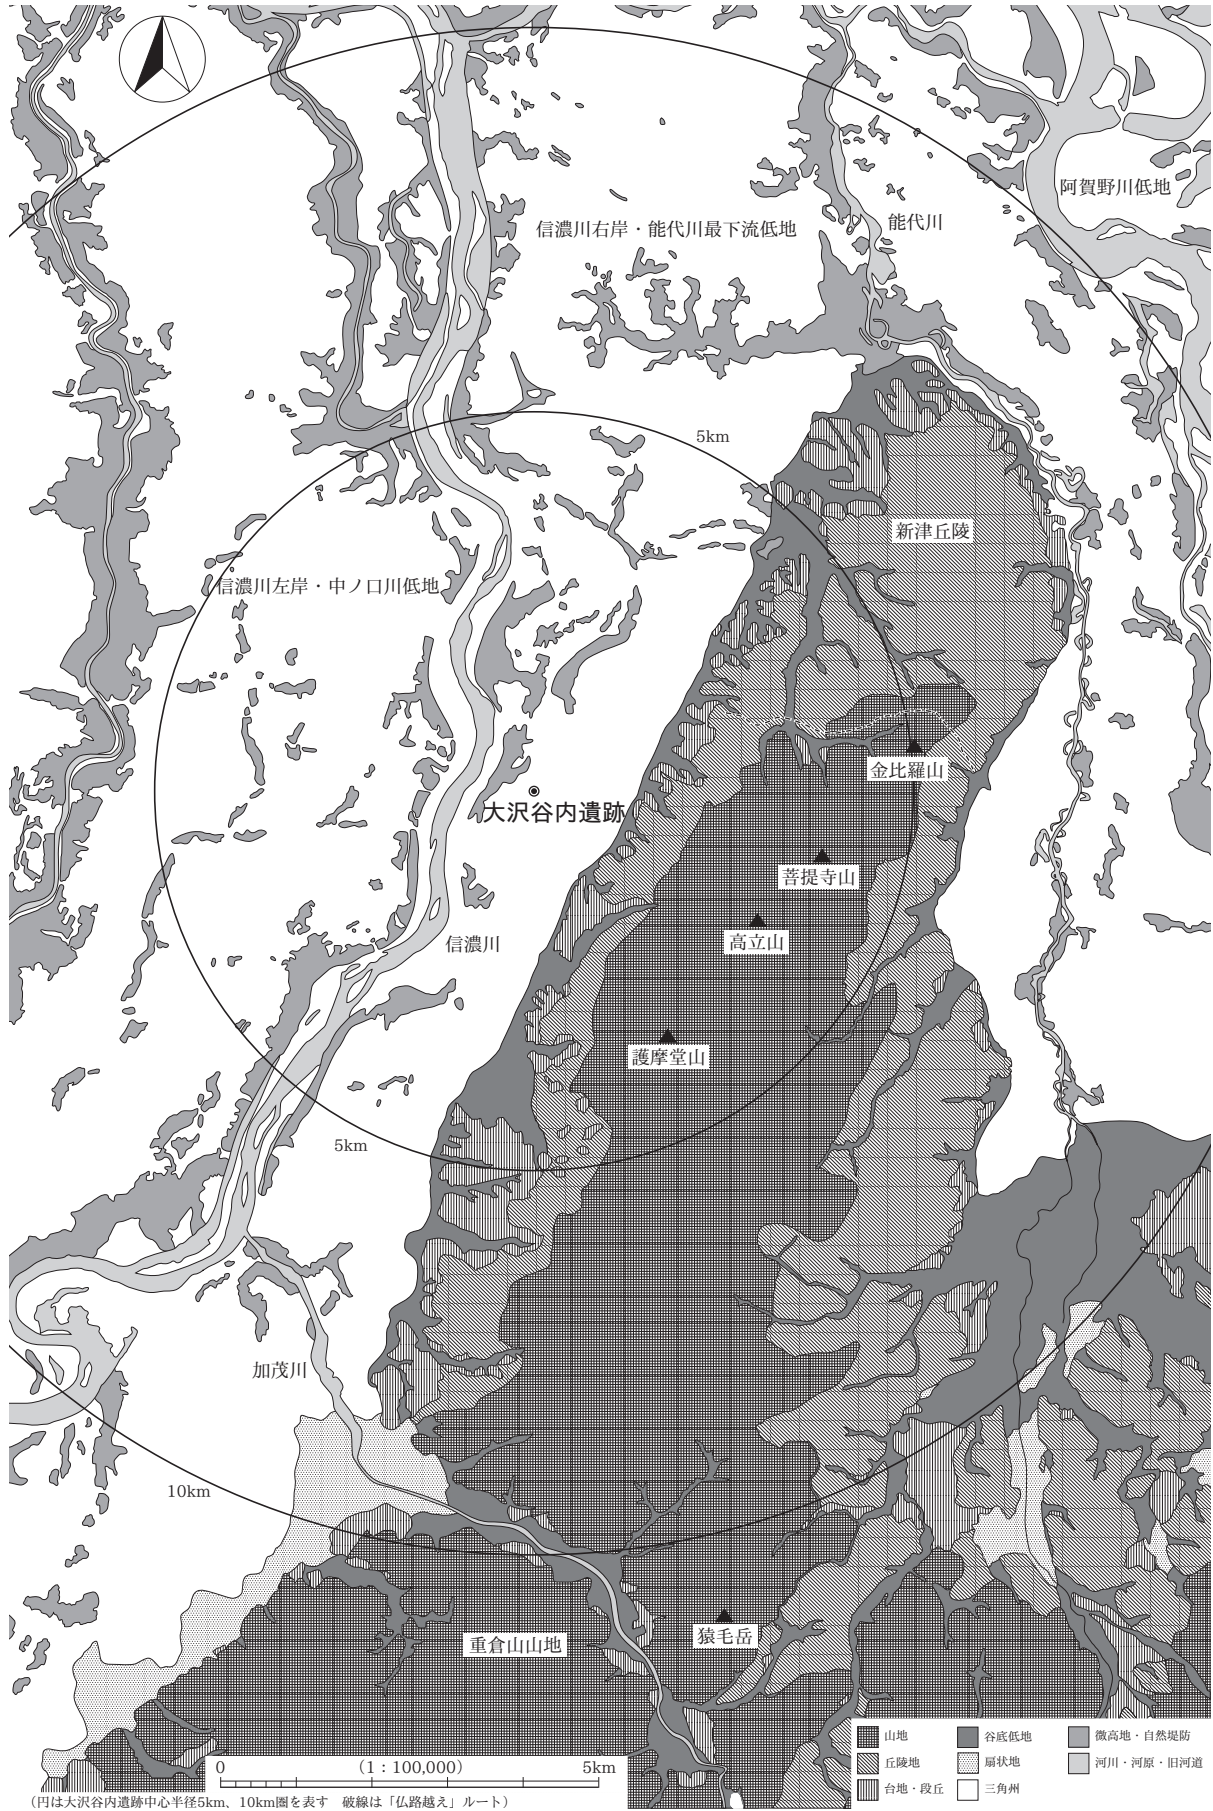 阿賀野川低地
能代川
信濃川右岸・能代川最下流低地
5km
新津丘陵
信濃川左岸・中ノ口川低地
金比羅山
大沢谷内遺跡
菩提寺山
高立山
信濃川
護摩堂山
5km
加茂川
10km
猿毛岳
重倉山山地
山地
丘陵地
台地・段丘
谷底低地
扇状地
三角州
微高地・自然堤防
河川・河原・旧河道
0 (1：100,000) 5km
(円は大沢谷内遺跡中心半径5km、10km圏を表す　破線は「仏路越え」ルート)